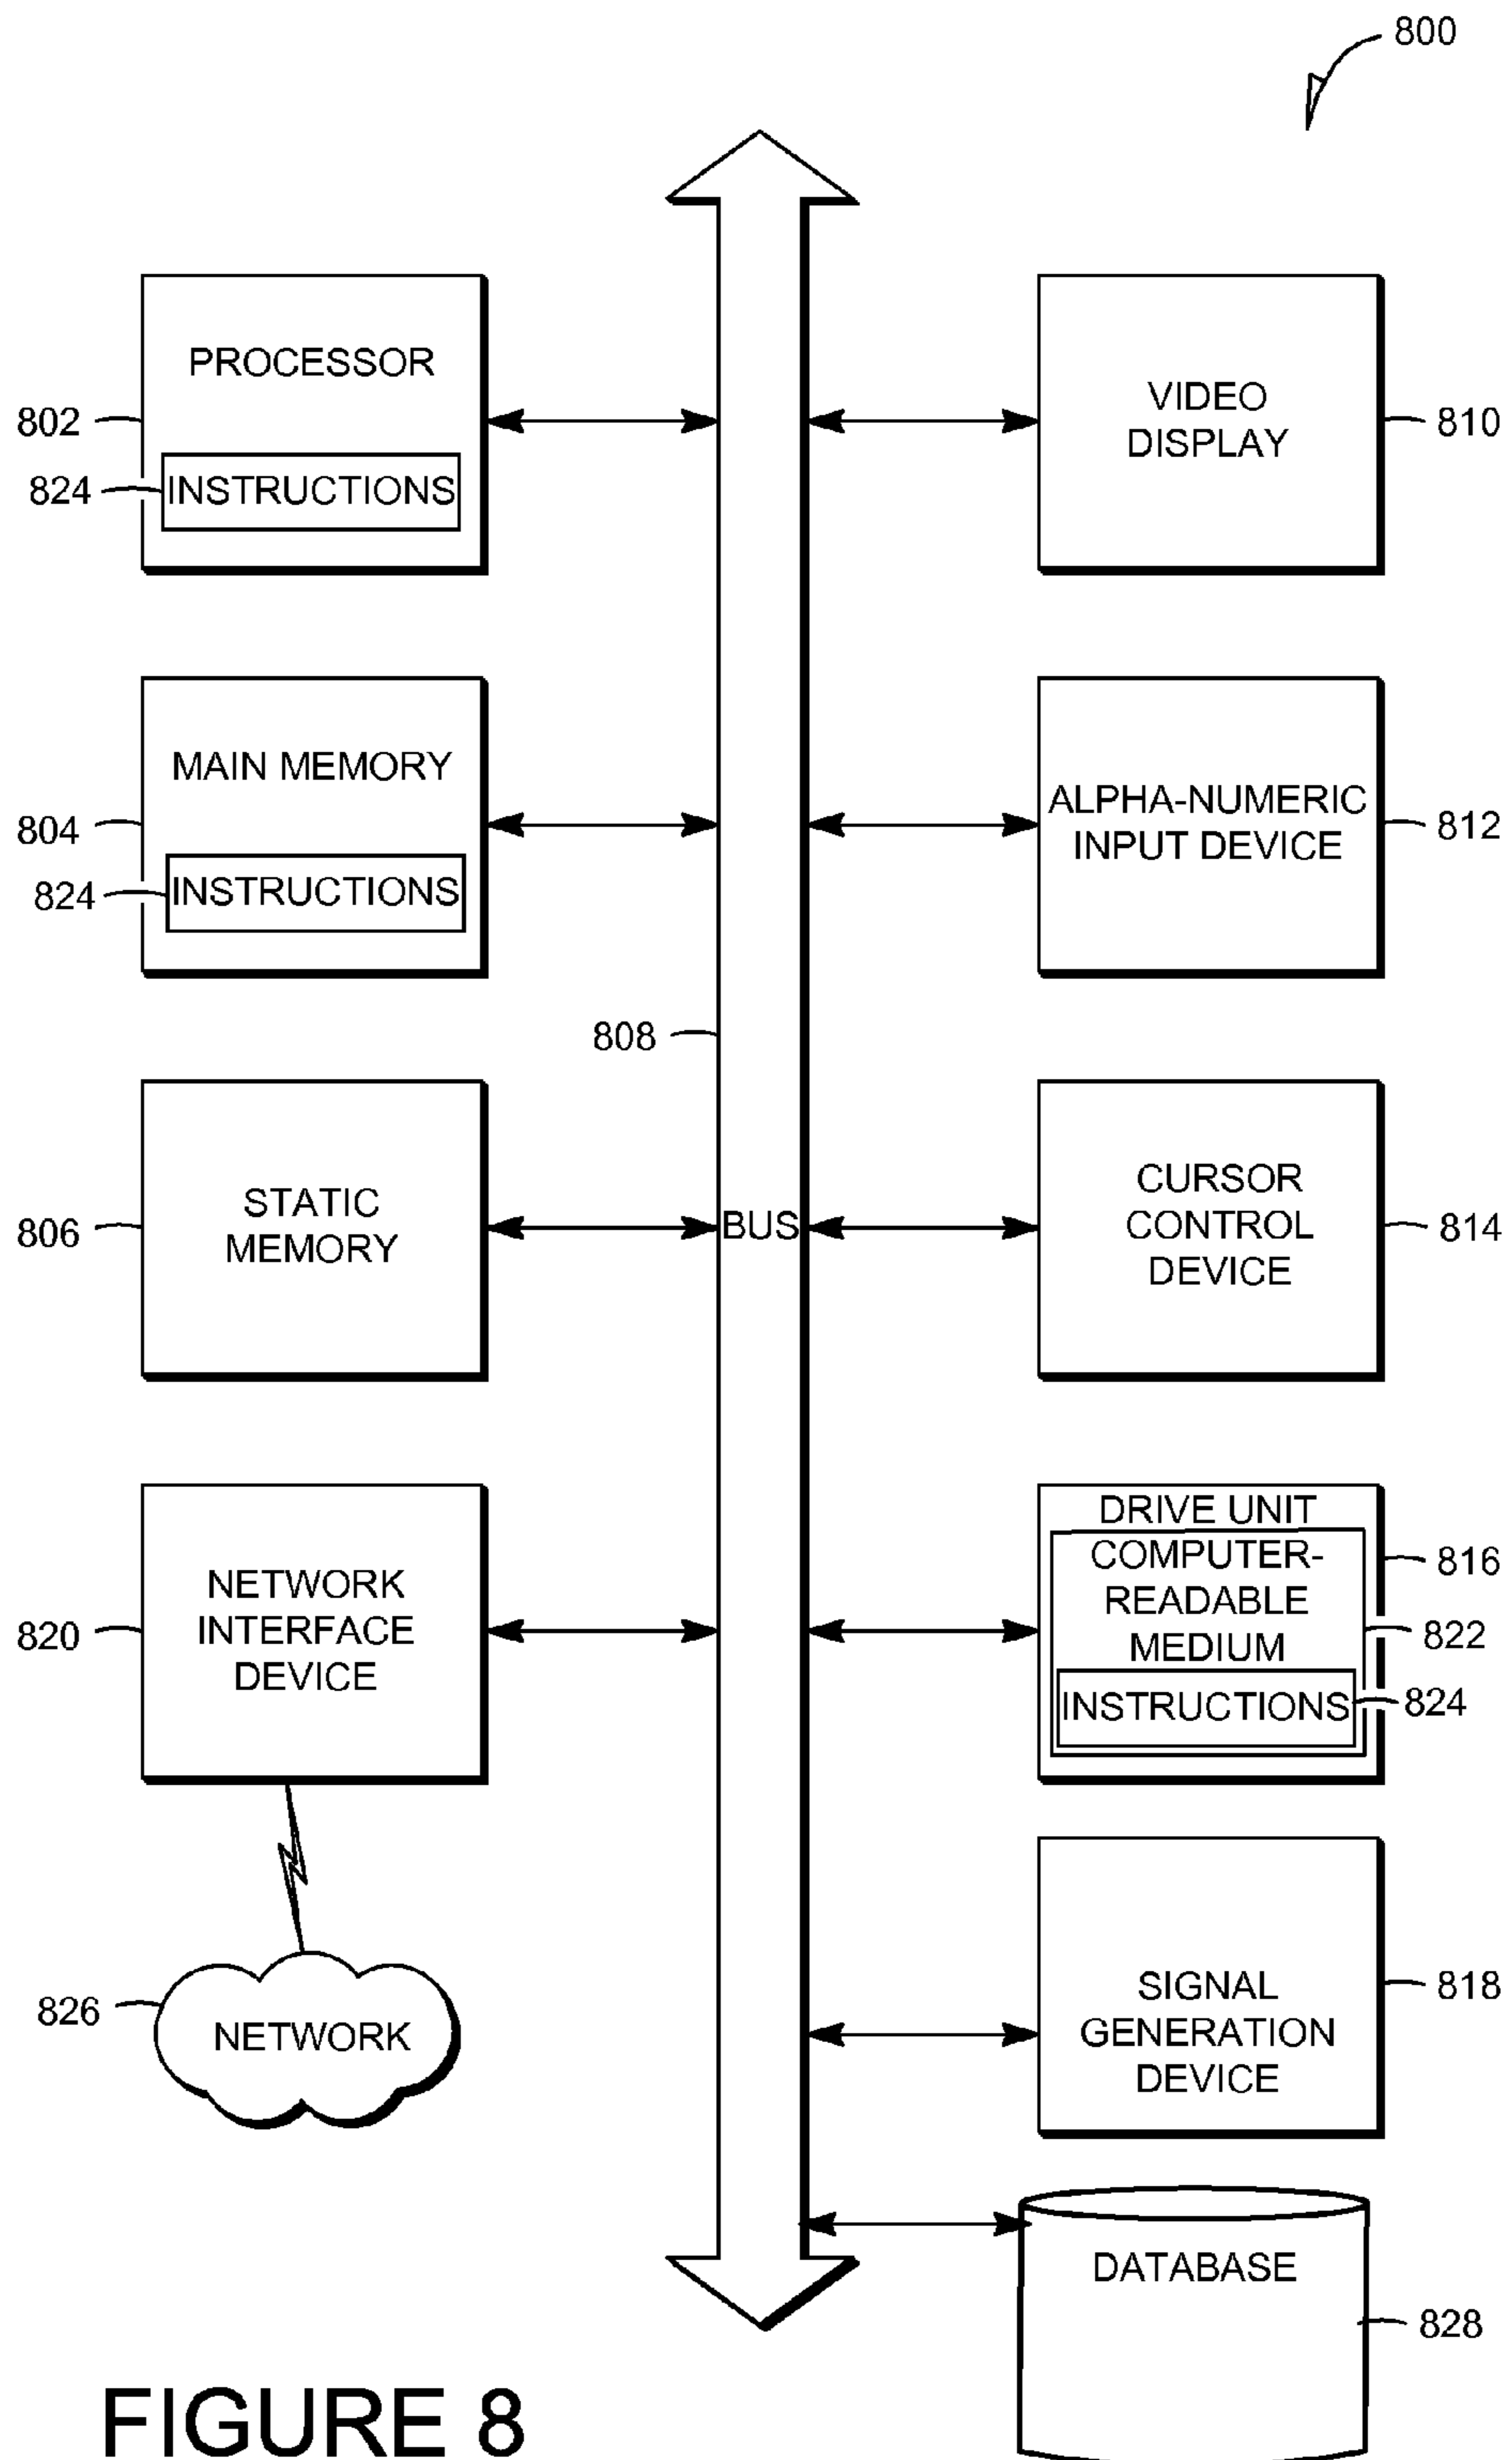 800
PROCESSOR
802
824
INSTRUCTIONS
VIDEO
DISPLAY
810
MAIN MEMORY
804
824
INSTRUCTIONS
ALPHA-NUMERIC
INPUT DEVICE
812
808
STATIC
MEMORY
806
BUS
CURSOR
CONTROL
DEVICE
814
NETWORK
INTERFACE
DEVICE
820
DRIVE UNIT
816
COMPUTER-
READABLE
MEDIUM
822
INSTRUCTIONS
824
826
NETWORK
SIGNAL
GENERATION
DEVICE
818
DATABASE
828
FIGURE 8